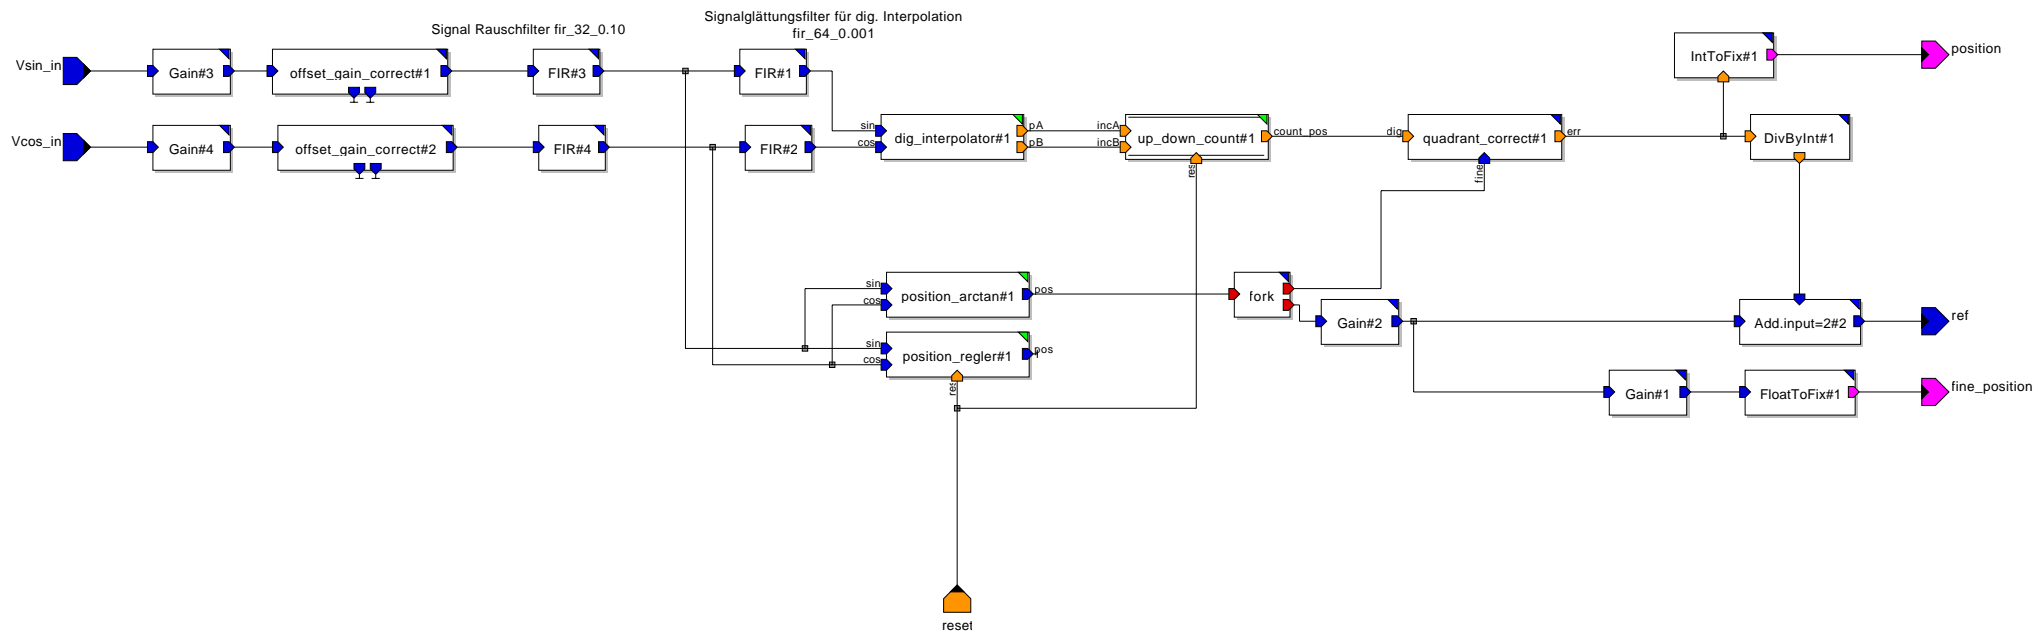 Signalglättungsfilter für dig. Interpolation
fir_64_0.001
Signal Rauschfilter fir_32_0.10
Vsin_in
Gain#3
offset_gain_correct#1
FIR#3
FIR#1
IntToFix#1
position
Vcos_in
Gain#4
offset_gain_correct#2
FIR#4
FIR#2
sin
cos
dig_interpolator#1
pA
pB
incA
incB
up_down_count#1
res
count_pos
dig
quadrant_correct#1
fine
err
DivByInt#1
sin
cos
position_arctan#1
pos
fork
Gain#2
Add.input=2#2
ref
sin
cos
position_regler#1
pos
res
Gain#1
FloatToFix#1
fine_position
reset